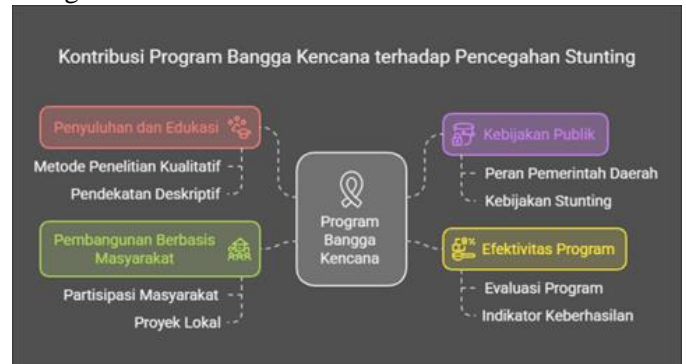 Kontribusi Program Bangga Kencana terhadap Pencegahan Stunting
Penyuluhan dan Edukasi
Metode Penelitian Kualitatif
Pendekatan Deskriptif
Pembangunan Berbasis
Masyarakat
Partisipasi Masyarakat
Proyek Lokal
Program
Bangga
Kencana
Kebijakan Publik
Peran Pemerintah Daerah
Kebijakan Stunting
Efektivitas Program
Evaluasi Program
Indikator Keberhasilan